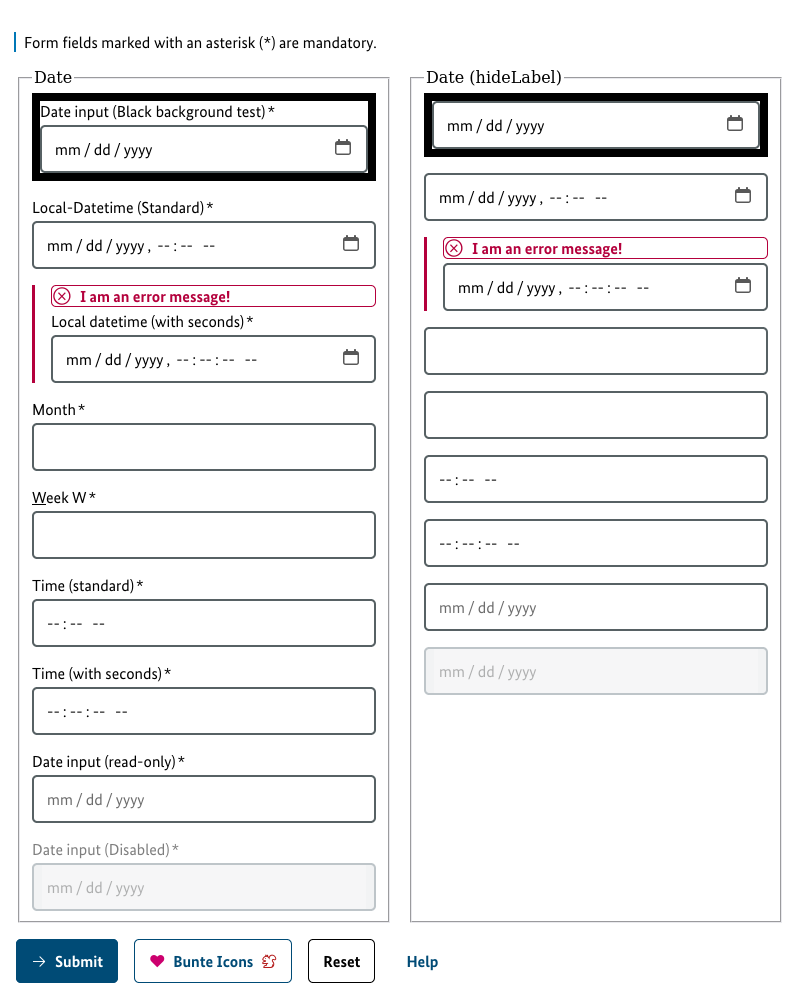 Form fields marked with an asterisk (*) are mandatory.
Date
Date input (Black background test) *
mm / dd / yyyy
Local-Datetime (Standard) *
mm / dd / yyyy , -- : -- --
I am an error message!
Local datetime (with seconds) *
mm / dd / yyyy , -- : -- : -- --
Month *
Week W *
Time (standard) *
-- : -- --
Time (with seconds) *
-- : -- : -- --
Date input (read-only) *
mm / dd / yyyy
Date input (Disabled) *
mm / dd / yyyy
Date (hideLabel)
mm / dd / yyyy
mm / dd / yyyy , -- : -- --
I am an error message!
mm / dd / yyyy , -- : -- : -- --
-- : -- --
-- : -- : -- --
mm / dd / yyyy
mm / dd / yyyy
Submit
Bunte Icons
Reset
Help